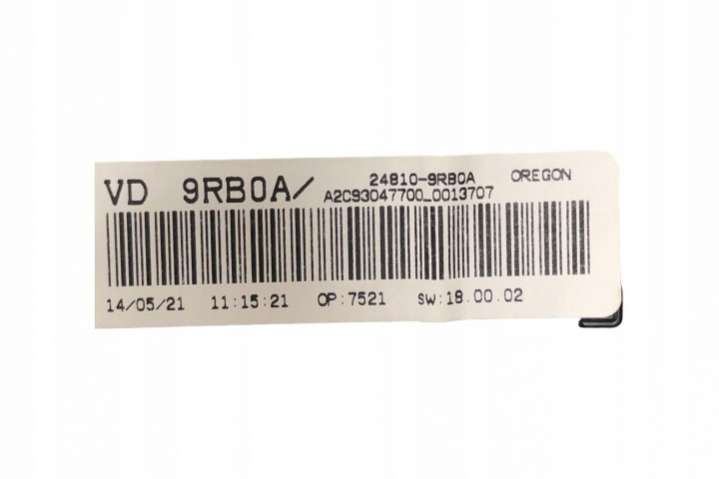 VD 9RB0A/ 24810-9RB0A OREGON
A2C93047700_0013707
14/05/21 11:15:21 OP:7521 SW:18.00.02